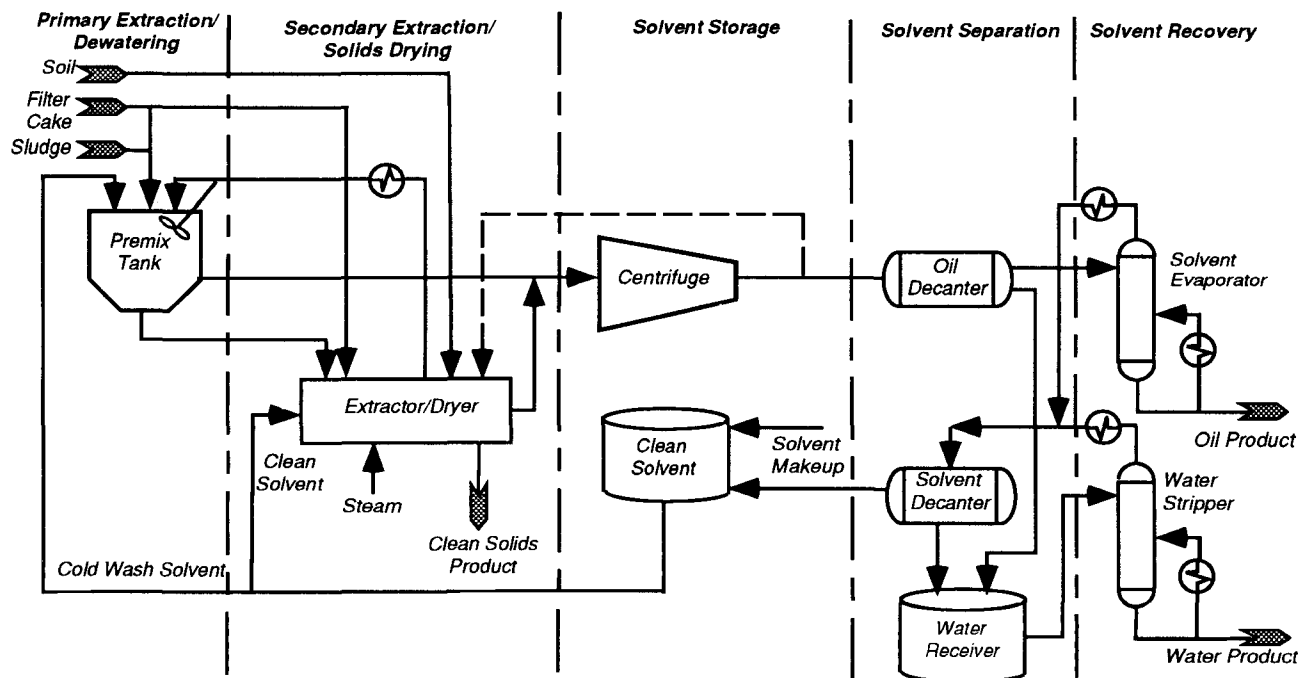 Primary Extraction/
Dewatering
Secondary Extraction/
Solids Drying
Solvent Storage
Solvent Separation
Solvent Recovery
Soil
Filter
Cake
Sludge
Premix
Tank
Centrifuge
Oil
Decanter
Solvent
Evaporator
Extractor/Dryer
Oil Product
Clean
Solvent
Steam
Clean Solids
Product
Clean
Solvent
Solvent
Makeup
Solvent
Decanter
Water
Stripper
Cold Wash Solvent
Water
Receiver
Water Product